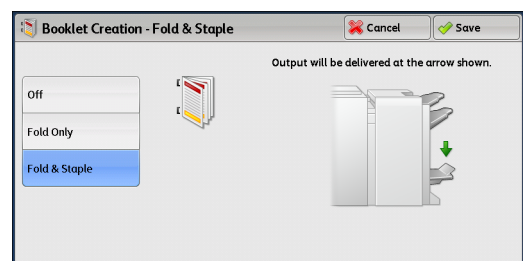 Booklet Creation - Fold & Staple
Cancel
Save
Output will be delivered at the arrow shown.
Off
Fold Only
Fold & Staple